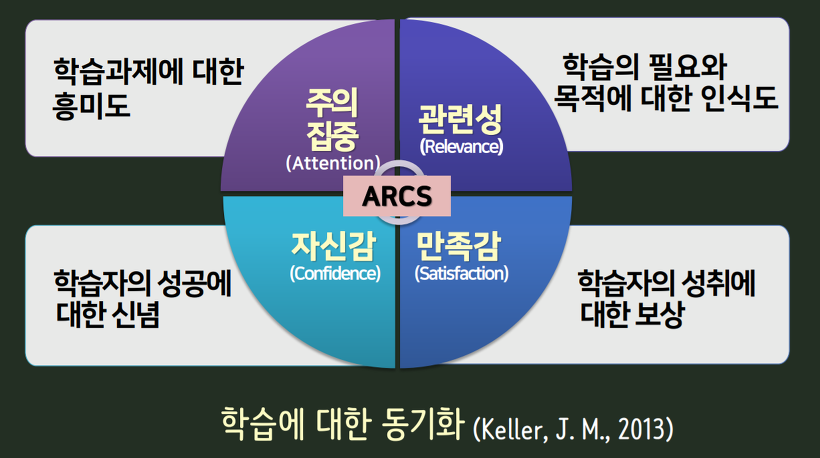 학습과제에 대한
흥미도
주의
집중
(Attention)
관련성
(Relevance)
학습의 필요와
목적에 대한 인식도
ARCS
학습자의 성공에
대한 신념
자신감
(Confidence)
만족감
(Satisfaction)
학습자의 성취에
대한 보상
학습에 대한 동기화 (Keller, J. M., 2013)